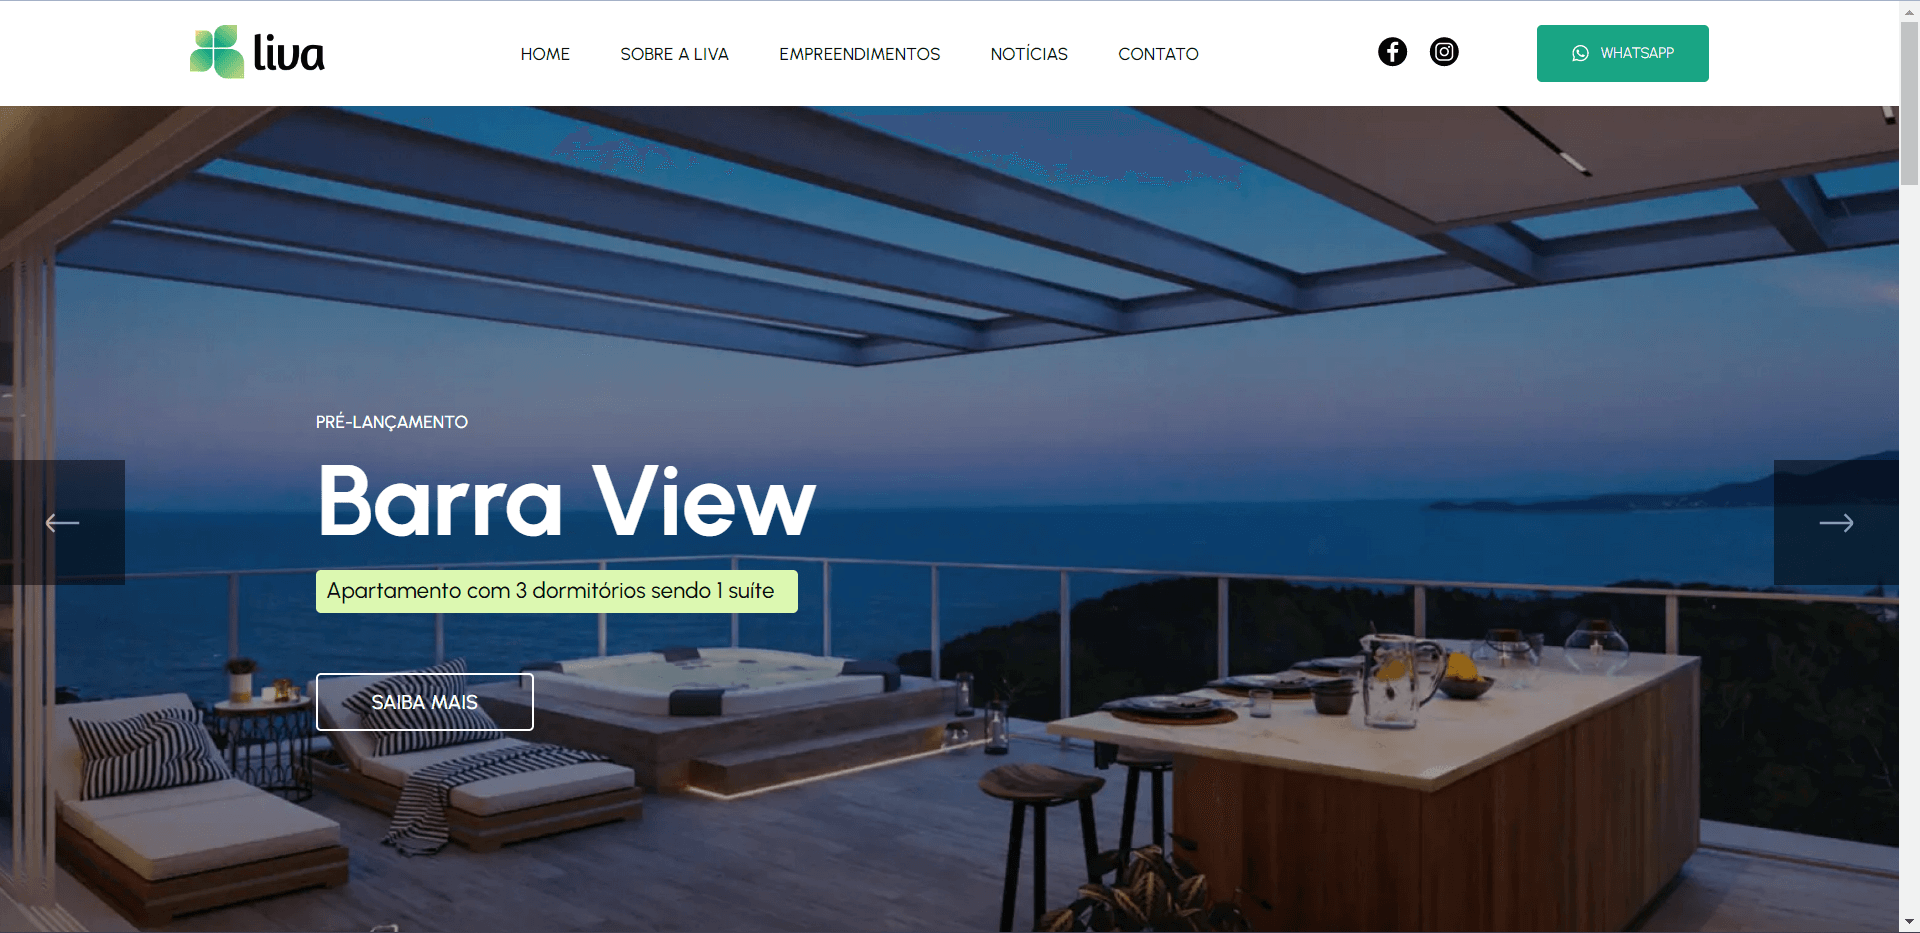 liva
HOME
SOBRE A LIVA
EMPREENDIMENTOS
NOTÍCIAS
CONTATO
WHATSAPP
PRÉ-LANÇAMENTO
Barra View
Apartamento com 3 dormitórios sendo 1 suíte
SAIBA MAIS